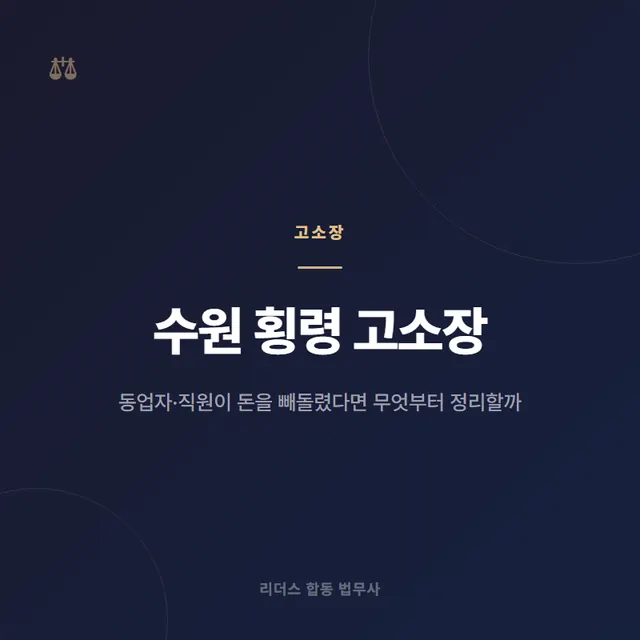 고소장
수원 횡령 고소장
동업자·직원이 돈을 빼돌렸다면 무엇부터 정리할까
리더스 합동 법무사